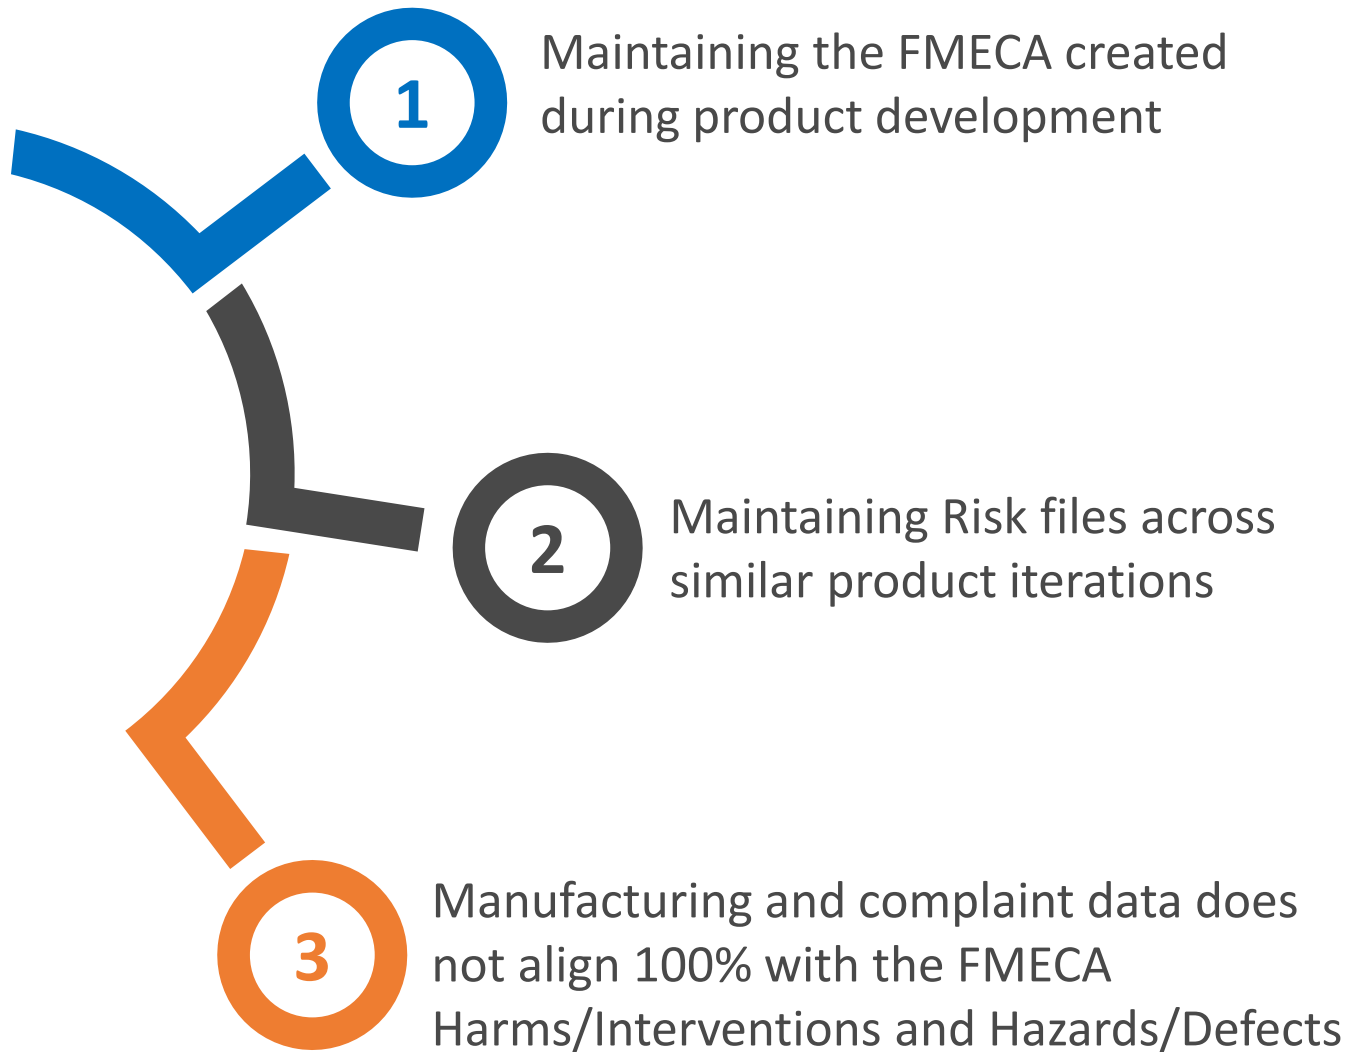 1
Maintaining the FMECA created
during product development
2
Maintaining Risk files across
similar product iterations
3
Manufacturing and complaint data does
not align 100% with the FMECA
Harms/Interventions and Hazards/Defects